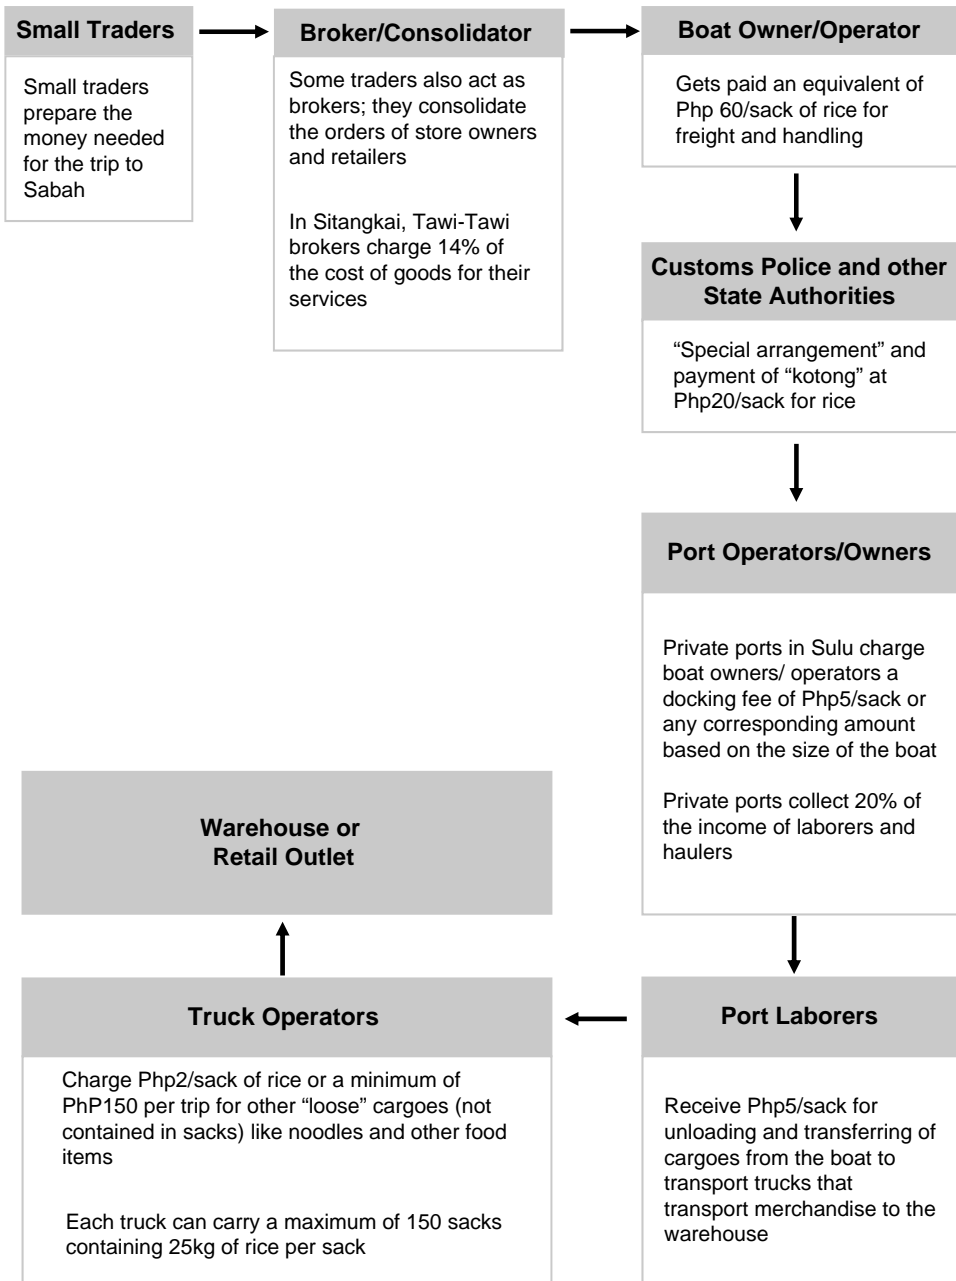 Small Traders
Small traders
prepare the
money needed
for the trip to
Sabah
Broker/Consolidator
Some traders also act as
brokers; they consolidate
the orders of store owners
and retailers
In Sitangkai, Tawi-Tawi
brokers charge 14% of
the cost of goods for their
services
Boat Owner/Operator
Gets paid an equivalent of
Php 60/sack of rice for
freight and handling
Customs Police and other
State Authorities
“Special arrangement” and
payment of “kotong” at
Php20/sack for rice
Port Operators/Owners
Private ports in Sulu charge
boat owners/ operators a
docking fee of Php5/sack or
any corresponding amount
based on the size of the boat
Private ports collect 20% of
the income of laborers and
haulers
Port Laborers
Receive Php5/sack for
unloading and transferring of
cargoes from the boat to
transport trucks that
transport merchandise to the
warehouse
Truck Operators
Charge Php2/sack of rice or a minimum of
PhP150 per trip for other “loose” cargoes (not
contained in sacks) like noodles and other food
items
Each truck can carry a maximum of 150 sacks
containing 25kg of rice per sack
Warehouse or
Retail Outlet